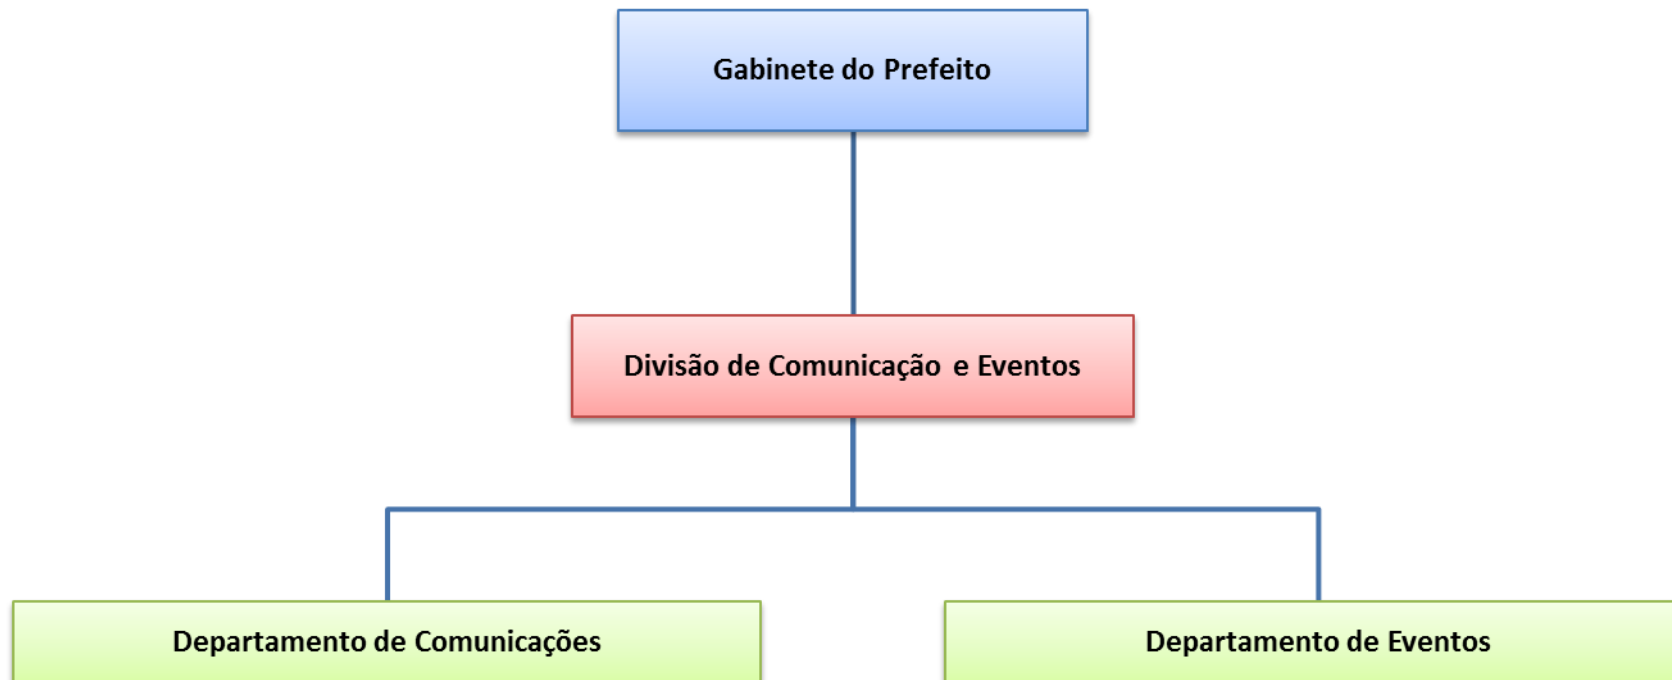 Gabinete do Prefeito
Divisão de Comunicação e Eventos
Departamento de Comunicações
Departamento de Eventos